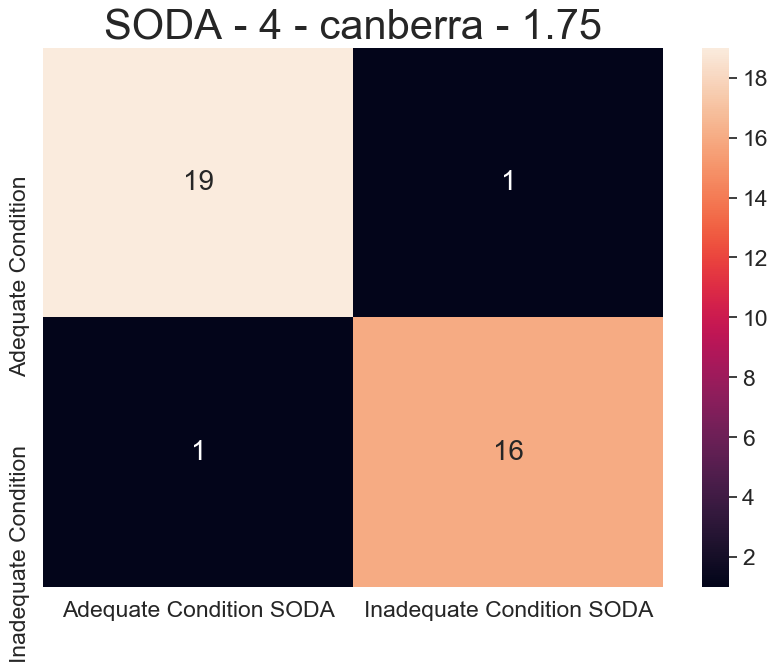 SODA - 4 - canberra - 1.75
Adequate Condition
Inadequate Condition
19
1
1
16
Adequate Condition SODA
Inadequate Condition SODA
18
16
14
12
10
8
6
4
2